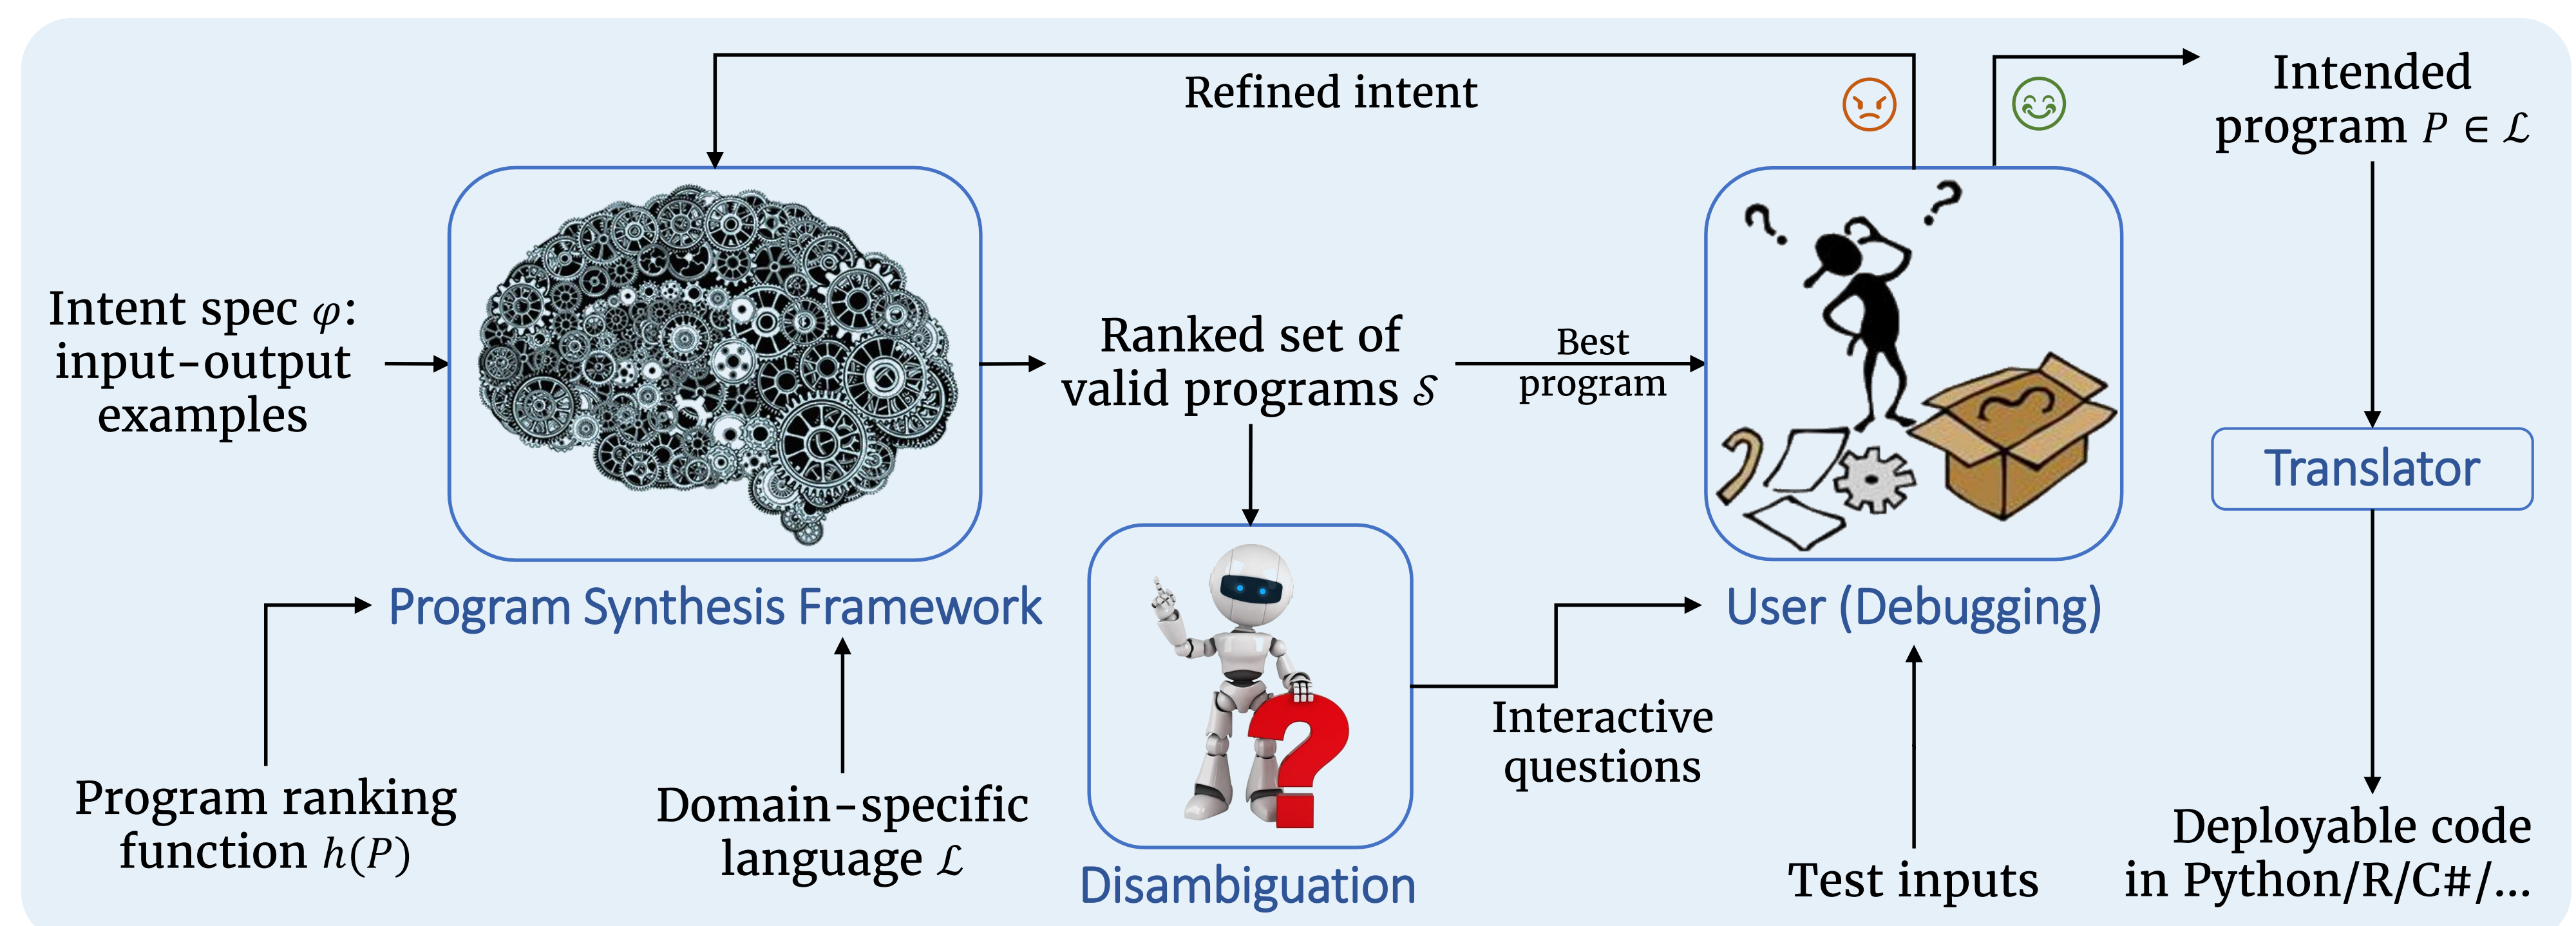 Refined intent
Intended
program P ∈ ℒ
Intent spec φ:
input-output
examples
Ranked set of
valid programs 𝒮
Best
program
Translator
Program Synthesis Framework
User (Debugging)
Interactive
questions
Program ranking
function h(P)
Domain-specific
language ℒ
Disambiguation
Test inputs
Deployable code
in Python/R/C#/...
?
?
?